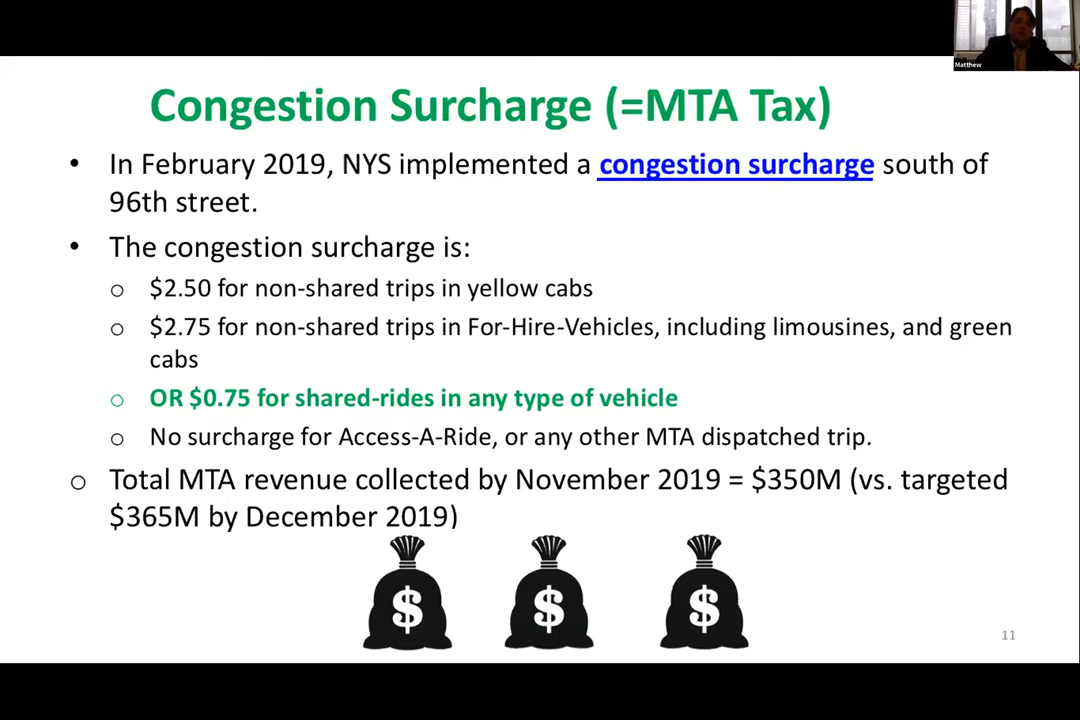 Matthew
Congestion Surcharge (=MTA Tax)
• In February 2019, NYS implemented a congestion surcharge south of
96th street.
• The congestion surcharge is:
o $2.50 for non-shared trips in yellow cabs
o $2.75 for non-shared trips in For-Hire-Vehicles, including limousines, and green
cabs
o OR $0.75 for shared-rides in any type of vehicle
o No surcharge for Access-A-Ride, or any other MTA dispatched trip.
o Total MTA revenue collected by November 2019 = $350M (vs. targeted
$365M by December 2019)
$ $ $
11